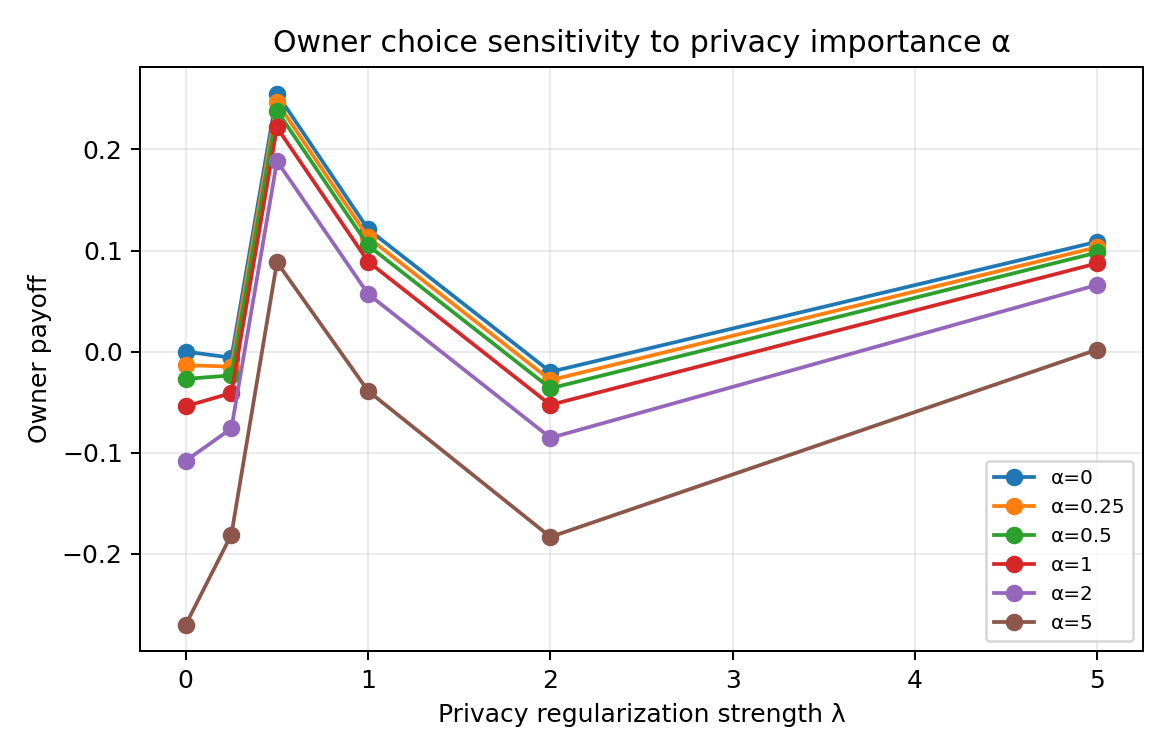 Owner choice sensitivity to privacy importance α
Owner payoff
0.2
0.1
0.0
−0.1
−0.2
0 1 2 3 4 5
Privacy regularization strength λ
α=0
α=0.25
α=0.5
α=1
α=2
α=5